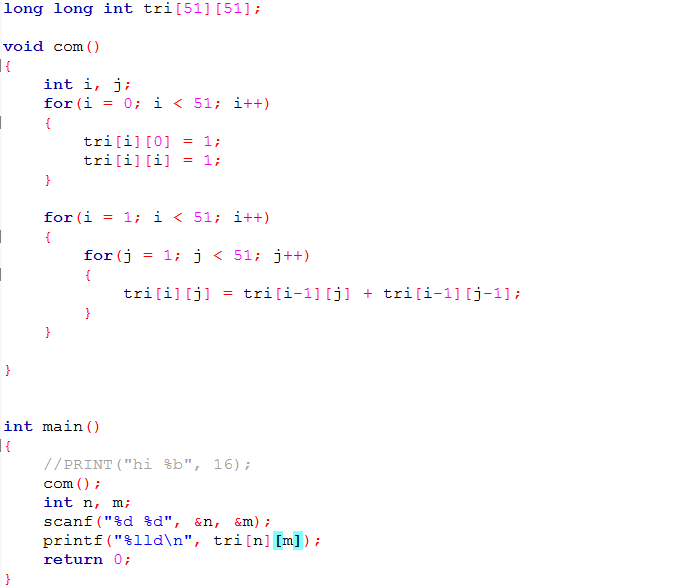 long long int tri[51][51];
void com()
{
int i, j;
for(i = 0; i < 51; i++)
{
tri[i][0] = 1;
tri[i][i] = 1;
}
for(i = 1; i < 51; i++)
{
for(j = 1; j < 51; j++)
{
tri[i][j] = tri[i-1][j] + tri[i-1][j-1];
}
}
}
int main()
{
//PRINT("hi %b", 16);
com();
int n, m;
scanf("%d %d", &n, &m);
printf("%lld\n", tri[n][m]);
return 0;
}